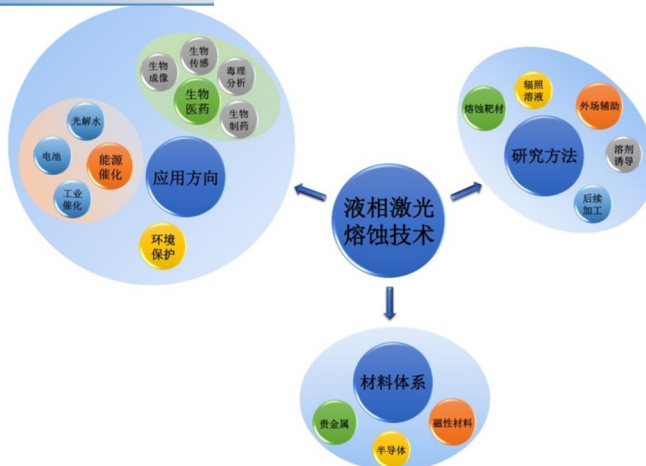 生物
成像
生物
传感
毒理
分析
生物
医药
生物
制药
光解水
电池
能源
催化
工业
催化
应用方向
环境
保护
液相激光
熔蚀技术
熔蚀靶材
辐照
溶液
外场辅助
研究方法
溶剂
诱导
后续
加工
材料体系
贵金属
半导体
磁性材料